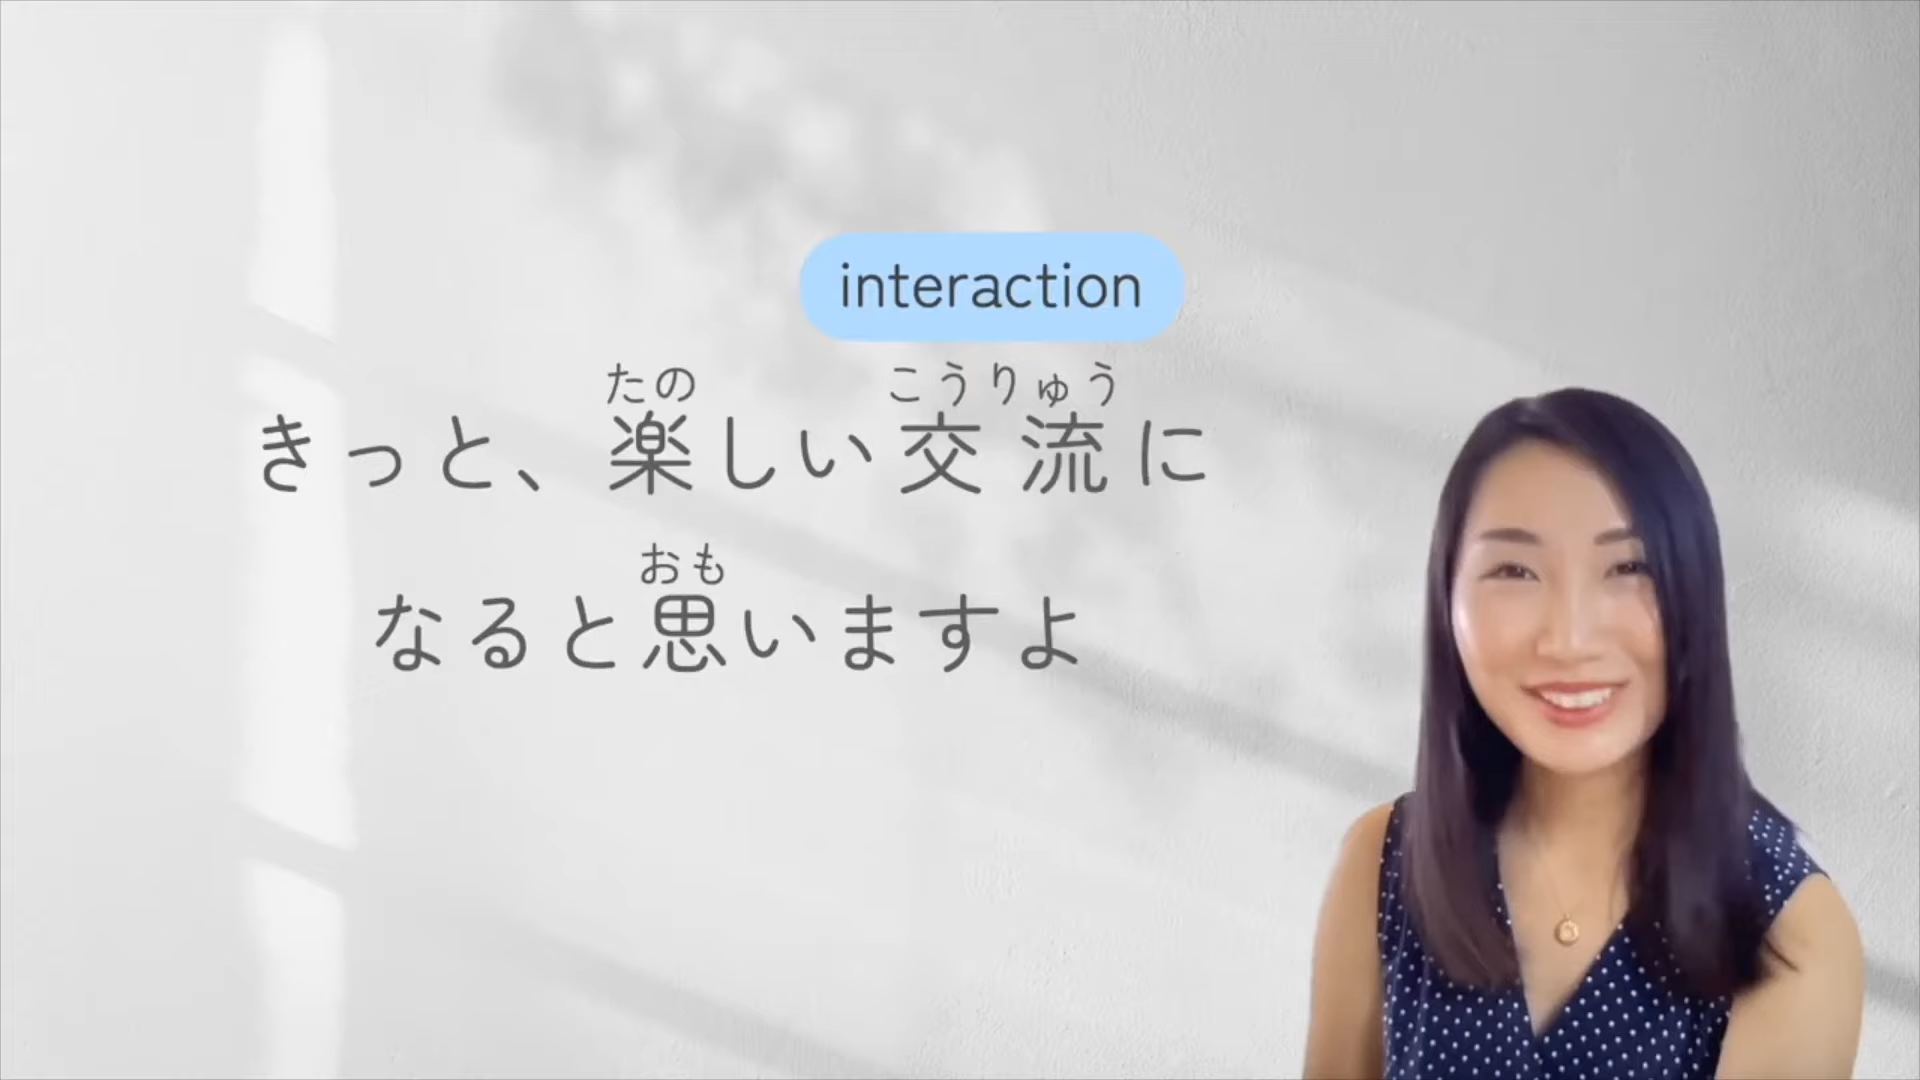 interaction
たの こうりゅう
きっと、楽しい交流に
おも
なると思いますよ